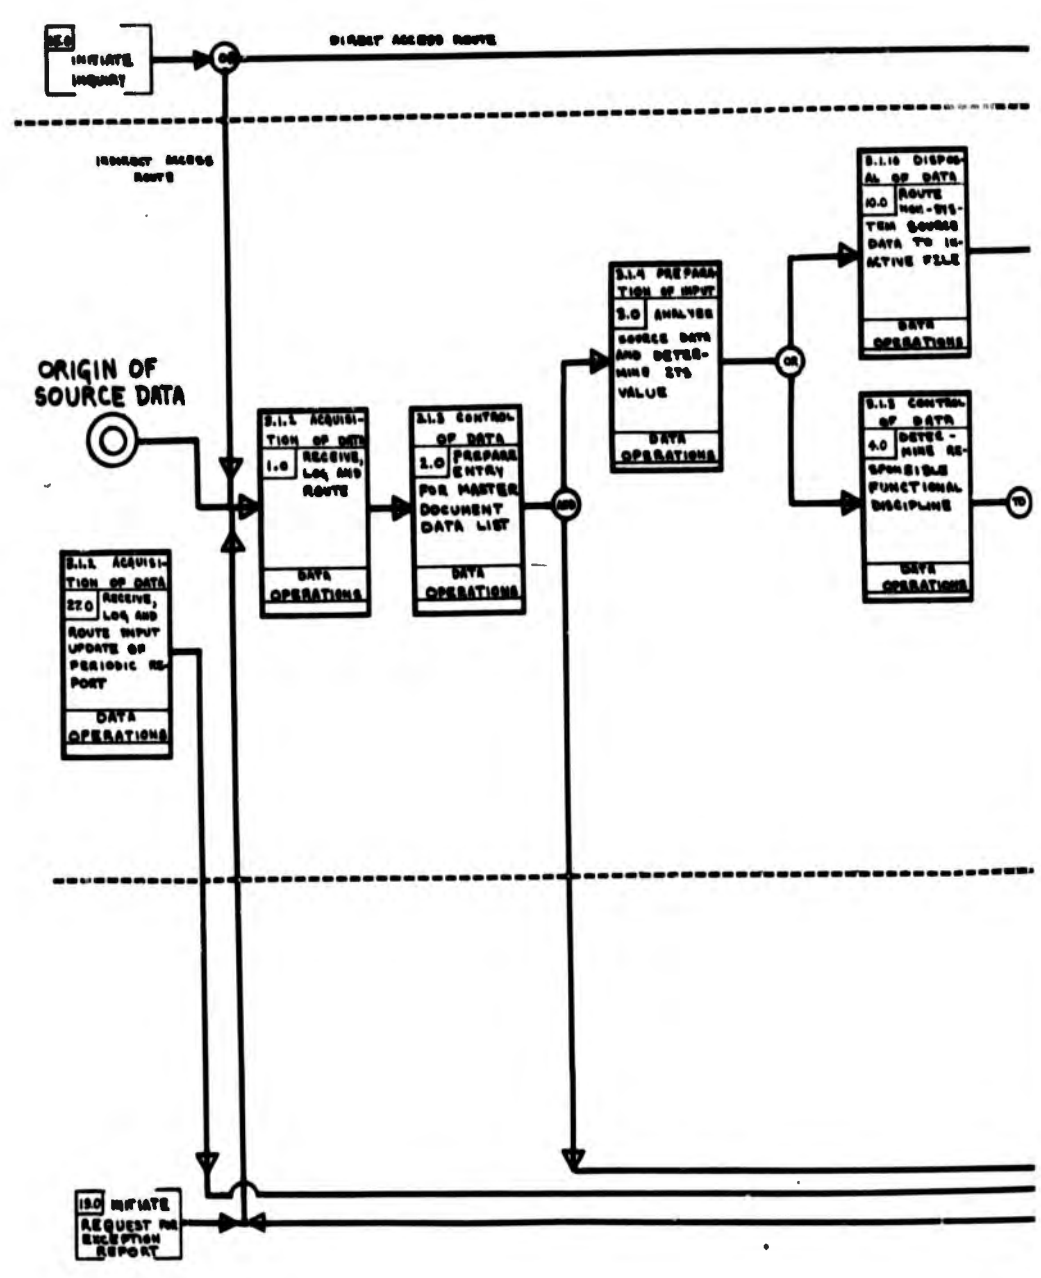 INITIATE
INQUIRY
OR
DIRECT ACCESS ROUTE
INDIRECT ACCESS
ROUTE
3.1.10 DISPOS-
AL OF DATA
10.0 ROUTE
NON-SYS-
TEM SOURCE
DATA TO IN-
ACTIVE FILE
DATA
OPERATIONS
3.1.4 PREPARA-
TION OF INPUT
3.0 ANALYZE
SOURCE DATA
AND DETER-
MINE ITS
VALUE
DATA
OPERATIONS
OR
ORIGIN OF
SOURCE DATA
3.1.2 ACQUISI-
TION OF DATA
1.0 RECEIVE,
LOG AND
ROUTE
DATA
OPERATIONS
3.1.3 CONTROL
OF DATA
2.0 PREPARE
ENTRY
FOR MASTER
DOCUMENT
DATA LIST
DATA
OPERATIONS
AND
3.1.3 CONTROL
OF DATA
4.0 DETER-
MINE RE-
SPONSIBLE
FUNCTIONAL
DISCIPLINE
DATA
OPERATIONS
TO
3.1.2 ACQUISI-
TION OF DATA
22.0 RECEIVE,
LOG AND
ROUTE INPUT
UPDATE OF
PERIODIC RE-
PORT
DATA
OPERATIONS
INITIATE
REQUEST FOR
EXCEPTION
REPORT